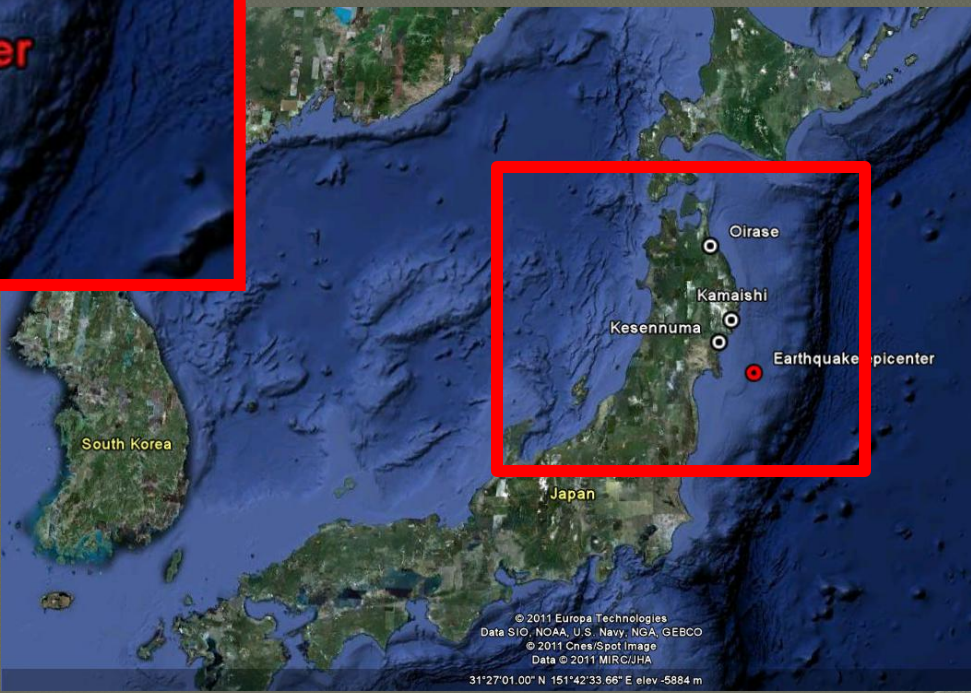 er
Oirase
Kamaishi
Kesennuma
Earthquake epicenter
South Korea
Japan
© 2011 Europa Technologies
Data SIO, NOAA, U.S. Navy, NGA, GEBCO
© 2011 Cnes/Spot Image
Data © 2011 MIRC/JHA
31°27'01.00" N 151°42'33.66" E elev -5884 m